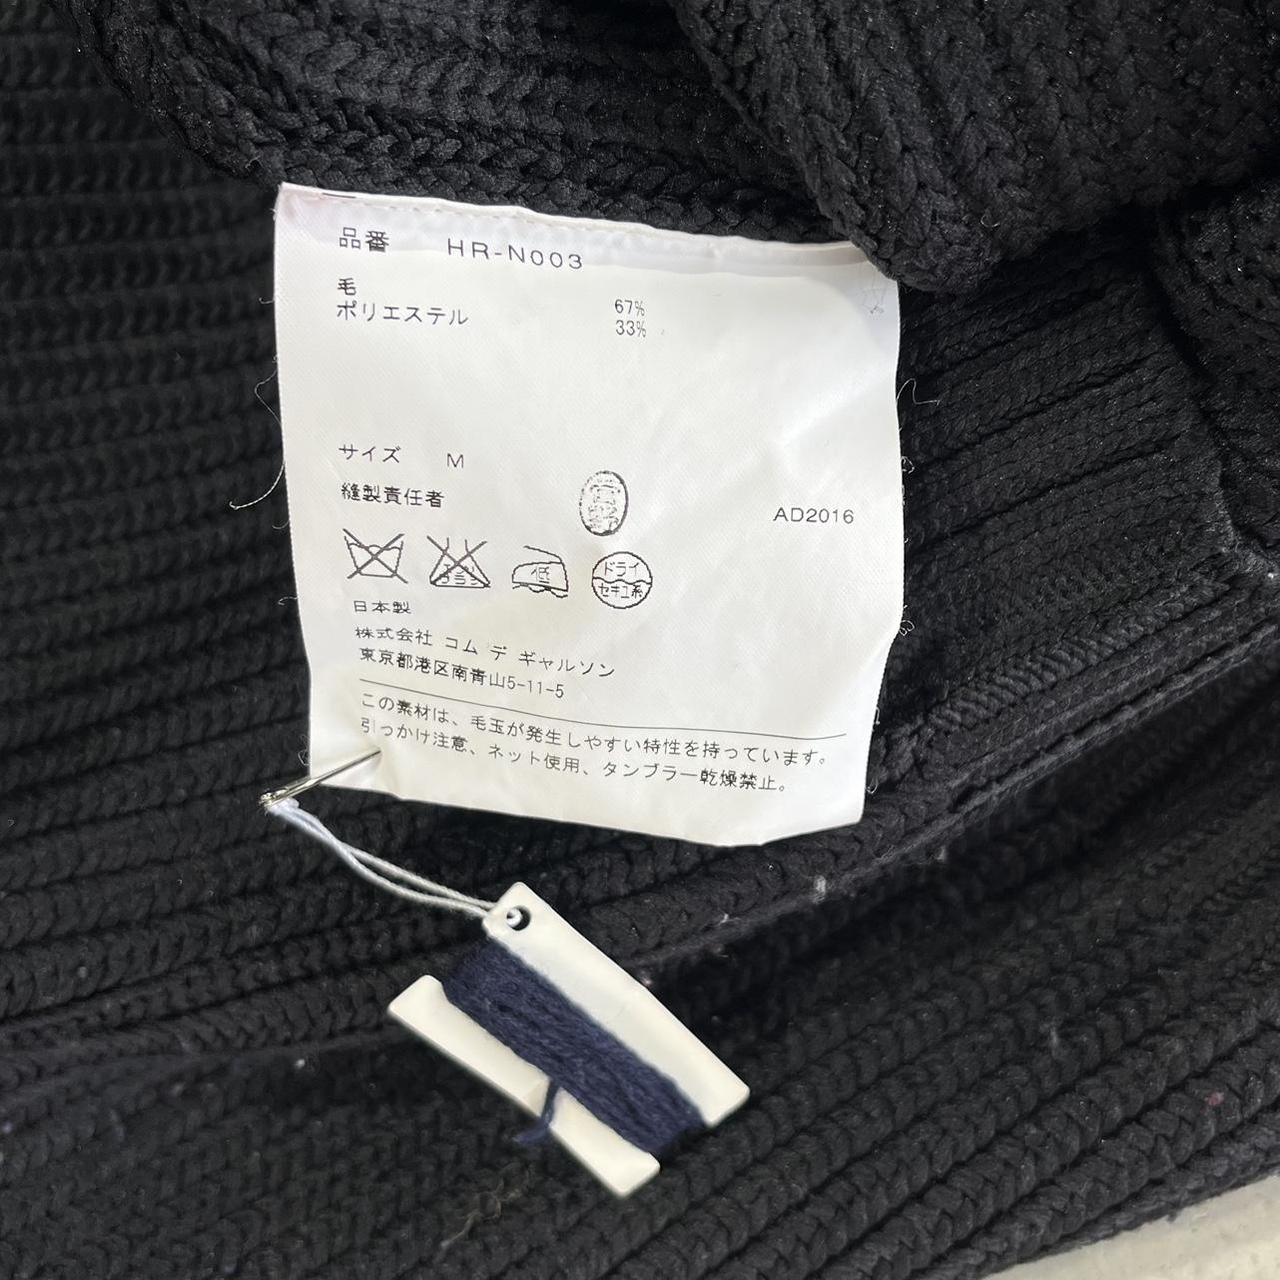 品番 HR-N003
毛 67%
ポリエステル 33%
サイズ M
縫製責任者
AD2016
低
ドライ
セキユ系
日本製
株式会社 コム デ ギャルソン
東京都港区南青山5-11-5
この素材は、毛玉が発生しやすい特性を持っています。
引っかけ注意、ネット使用、タンブラー乾燥禁止。